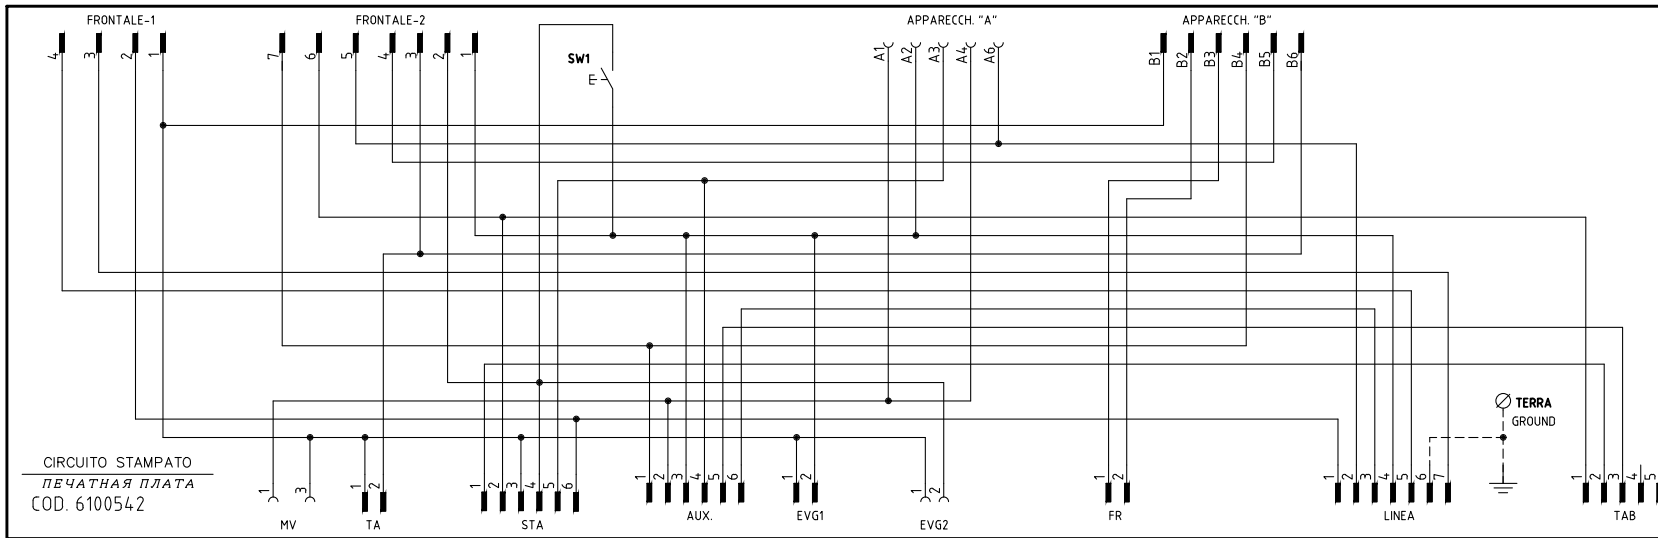 FRONTALE-1 FRONTALE-2 APPARECCH. "A" APPARECCH. "B"
4 3 2 1 7 6 5 4 3 2 1 A1 A2 A3 A4 A6 B1 B2 B3 B4 B5 B6
SW1
E
TERRA
GROUND
CIRCUITO STAMPATO
ПЕЧАТНАЯ ПЛАТА
COD. 6100542
1 3 1 2 1 2 3 4 5 6 1 2 3 4 5 6 1 2 1 2 1 2 1 2 3 4 5 6 7 1 2 3 4 5
MV TA STA AUX. EVG1 EVG2 FR LINEA TAB